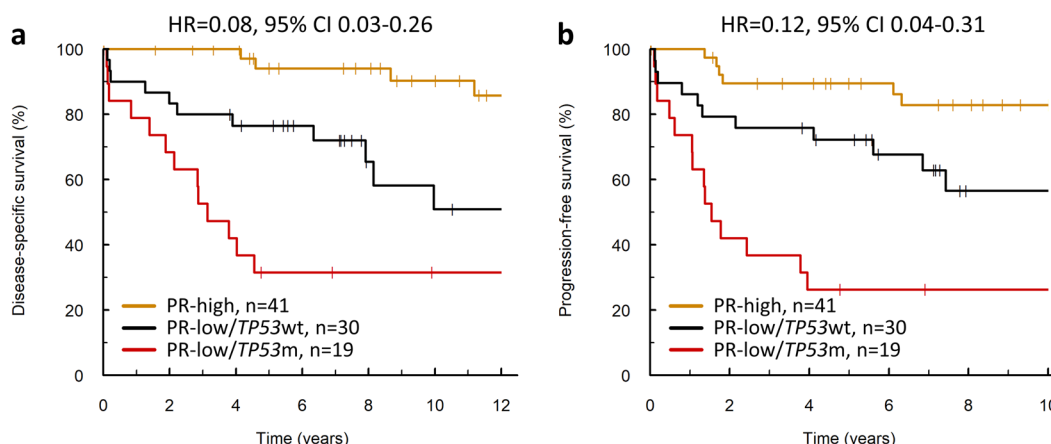 a
HR=0.08, 95% CI 0.03-0.26
Disease-specific survival (%)
100
80
60
40
20
0
PR-high, n=41
PR-low/TP53wt, n=30
PR-low/TP53m, n=19
0 2 4 6 8 10 12
Time (years)
b
HR=0.12, 95% CI 0.04-0.31
Progression-free survival (%)
100
80
60
40
20
0
PR-high, n=41
PR-low/TP53wt, n=30
PR-low/TP53m, n=19
0 2 4 6 8 10
Time (years)